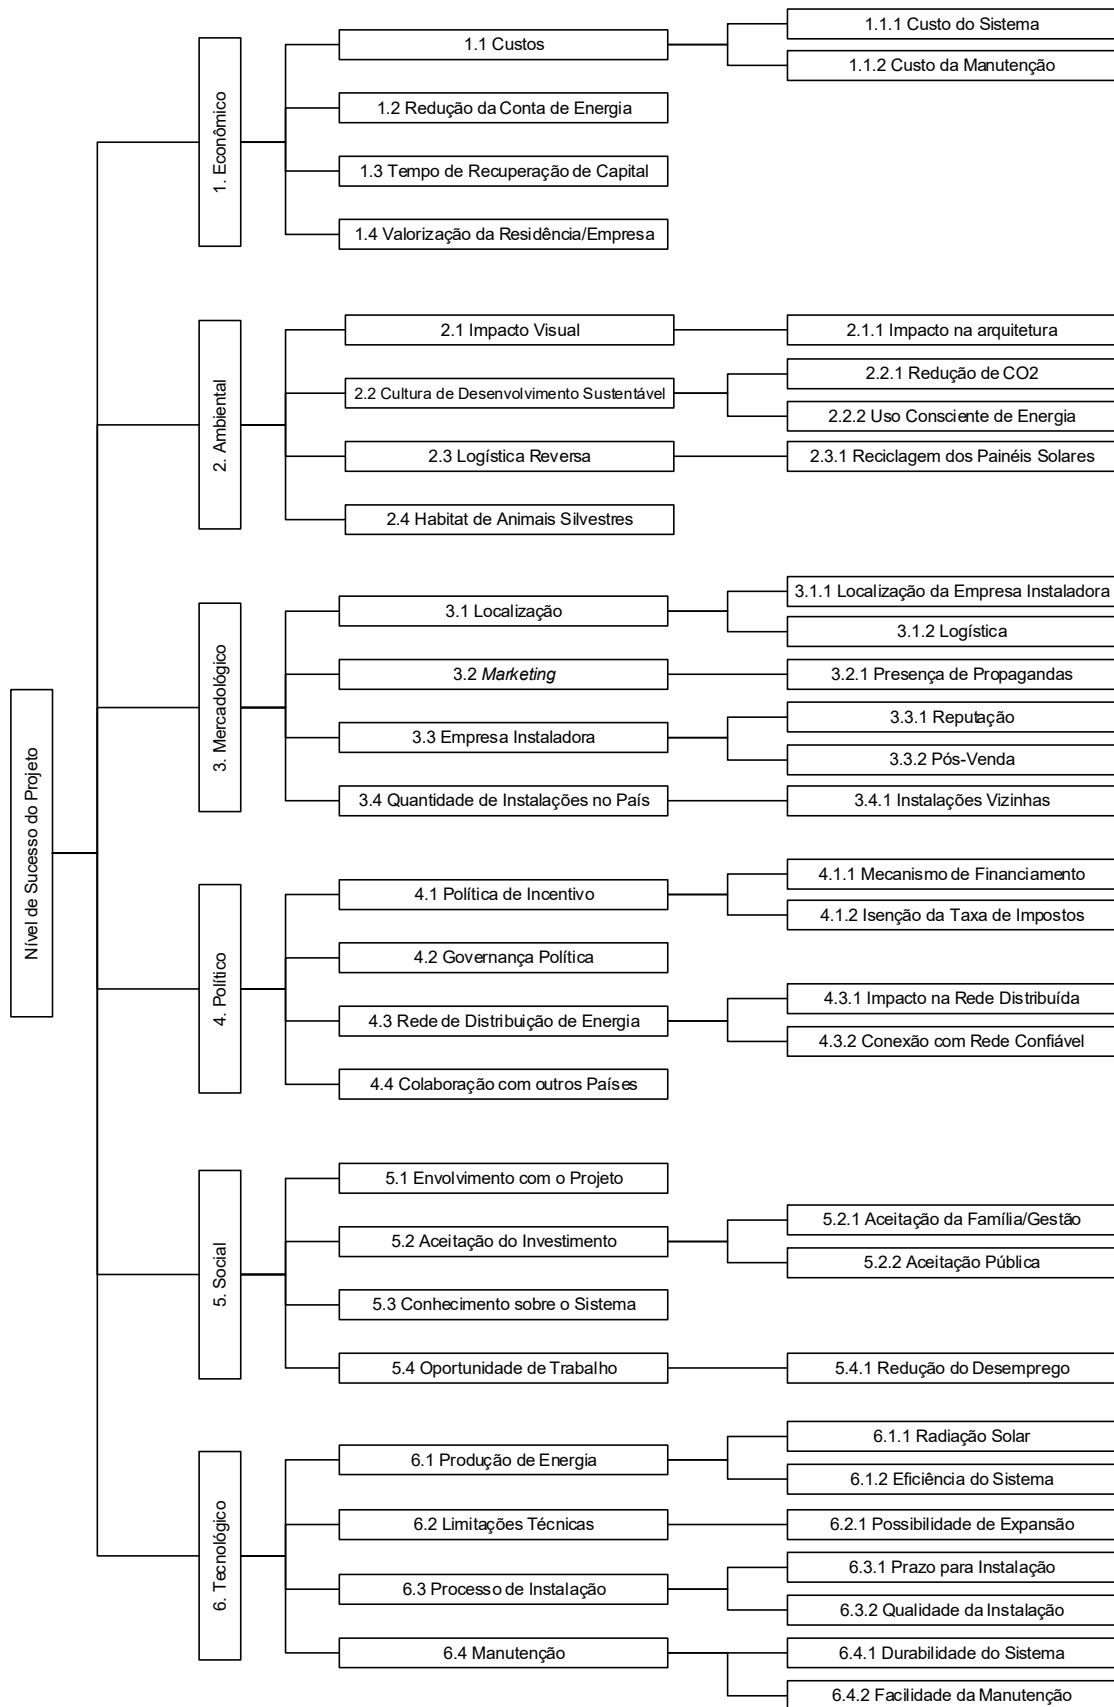 Nível de Sucesso do Projeto
1. Econômico
1.1 Custos
1.1.1 Custo do Sistema
1.1.2 Custo da Manutenção
1.2 Redução da Conta de Energia
1.3 Tempo de Recuperação de Capital
1.4 Valorização da Residência/Empresa
2. Ambiental
2.1 Impacto Visual
2.1.1 Impacto na arquitetura
2.2 Cultura de Desenvolvimento Sustentável
2.2.1 Redução de CO2
2.2.2 Uso Consciente de Energia
2.3 Logística Reversa
2.3.1 Reciclagem dos Painéis Solares
2.4 Habitat de Animais Silvestres
3. Mercadológico
3.1 Localização
3.1.1 Localização da Empresa Instaladora
3.1.2 Logística
3.2 Marketing
3.2.1 Presença de Propagandas
3.3 Empresa Instaladora
3.3.1 Reputação
3.3.2 Pós-Venda
3.4 Quantidade de Instalações no País
3.4.1 Instalações Vizinhas
4. Político
4.1 Política de Incentivo
4.1.1 Mecanismo de Financiamento
4.1.2 Isenção da Taxa de Impostos
4.2 Governança Política
4.3 Rede de Distribuição de Energia
4.3.1 Impacto na Rede Distribuída
4.3.2 Conexão com Rede Confiável
4.4 Colaboração com outros Países
5. Social
5.1 Envolvimento com o Projeto
5.2 Aceitação do Investimento
5.2.1 Aceitação da Família/Gestão
5.2.2 Aceitação Pública
5.3 Conhecimento sobre o Sistema
5.4 Oportunidade de Trabalho
5.4.1 Redução do Desemprego
6. Tecnológico
6.1 Produção de Energia
6.1.1 Radiação Solar
6.1.2 Eficiência do Sistema
6.2 Limitações Técnicas
6.2.1 Possibilidade de Expansão
6.3 Processo de Instalação
6.3.1 Prazo para Instalação
6.3.2 Qualidade da Instalação
6.4 Manutenção
6.4.1 Durabilidade do Sistema
6.4.2 Facilidade da Manutenção